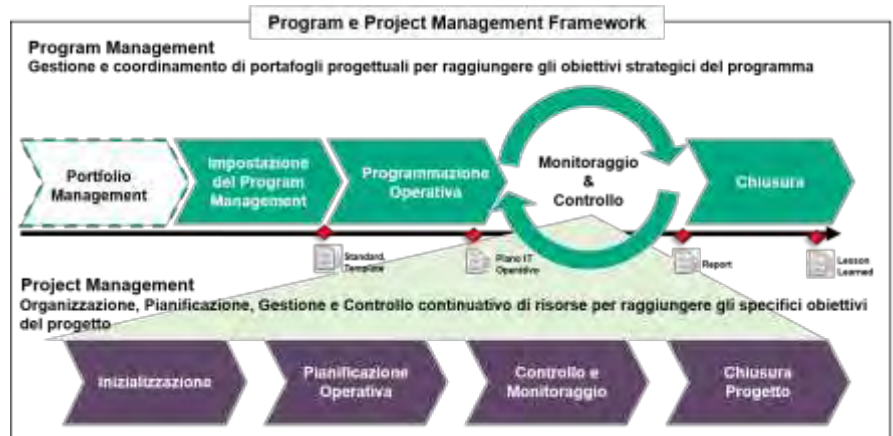 Program e Project Management Framework
Program Management
Gestione e coordinamento di portafogli progettuali per raggiungere gli obiettivi strategici del programma
Portfolio
Management
Impostazione
del Program
Management
Programmazione
Operativa
Monitoraggio
&
Controllo
Chiusura
Standard,
Template
Piano IT
Operativo
Report
Lesson
Learned
Project Management
Organizzazione, Pianificazione, Gestione e Controllo continuativo di risorse per raggiungere gli specifici obiettivi
del progetto
Inizializzazione
Pianificazione
Operativa
Controllo e
Monitoraggio
Chiusura
Progetto